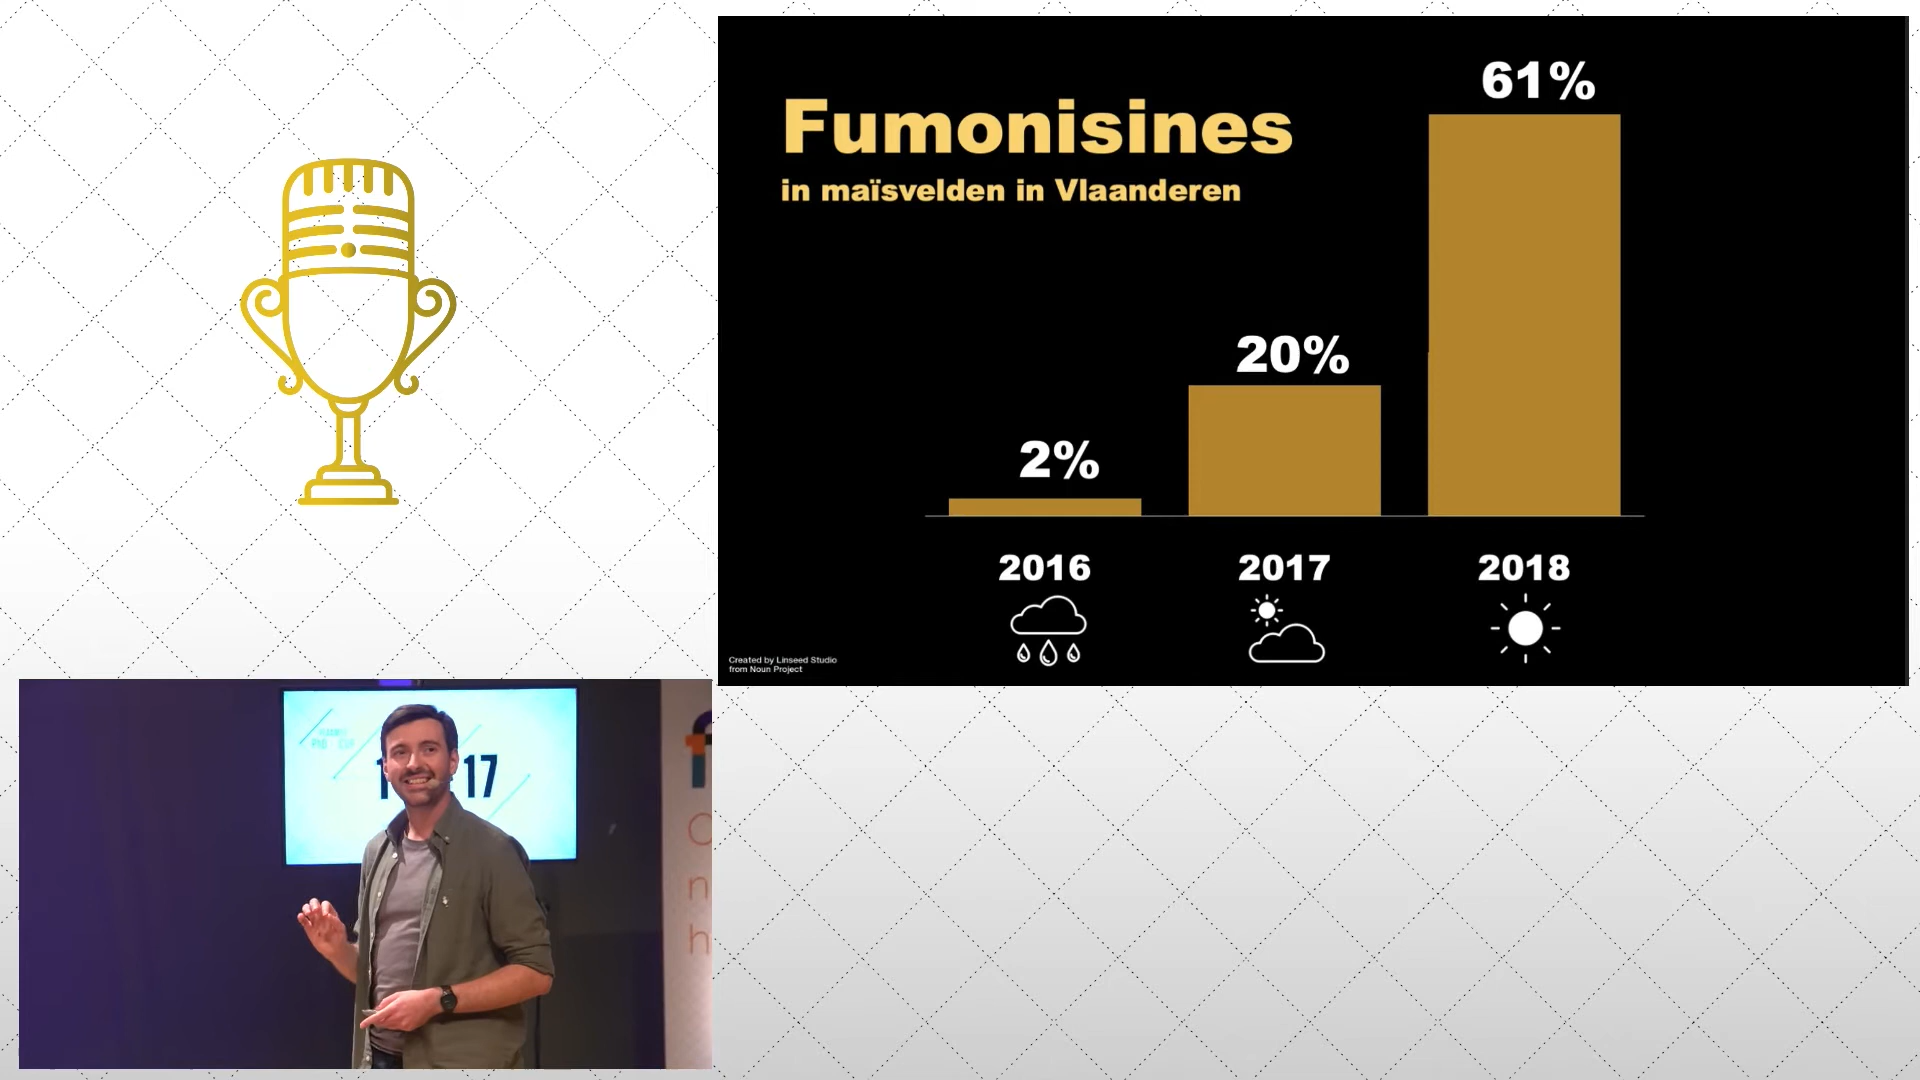 Fumonisines
in maïsvelden in Vlaanderen
61%
20%
2%
2016
2017
2018
Created by Linseed Studio
from Noun Project
17